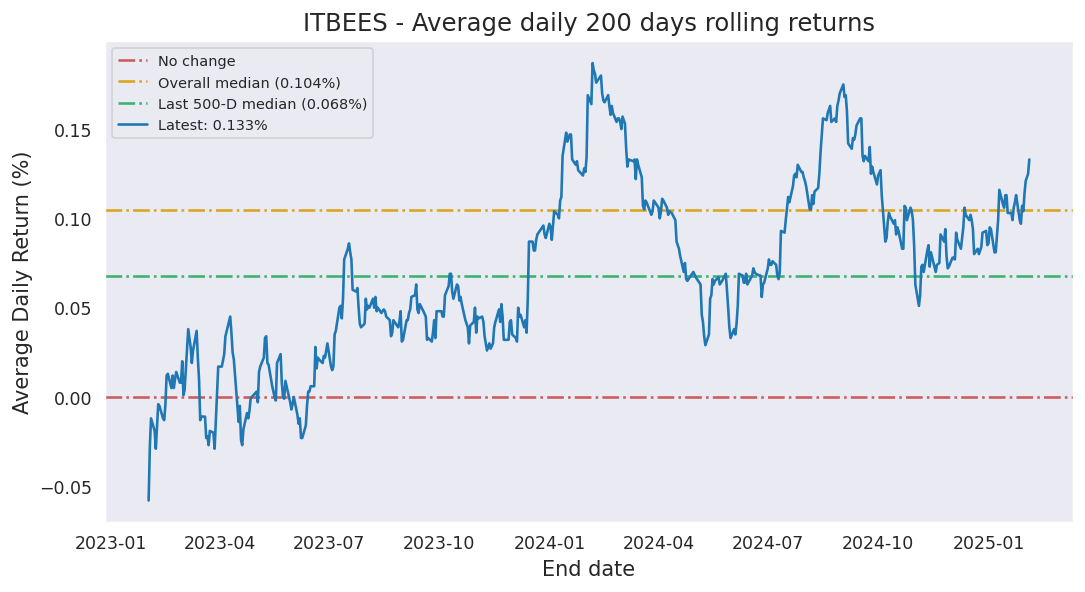 ITBEES - Average daily 200 days rolling returns
No change
Overall median (0.104%)
Last 500-D median (0.068%)
Latest: 0.133%
Average Daily Return (%)
0.15
0.10
0.05
0.00
−0.05
2023-01 2023-04 2023-07 2023-10 2024-01 2024-04 2024-07 2024-10 2025-01
End date